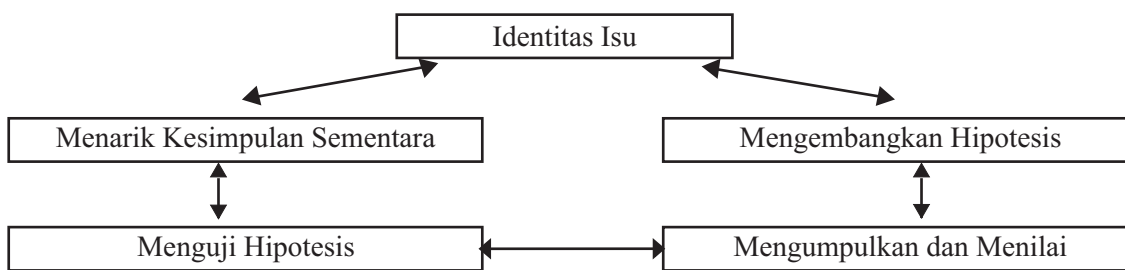 Identitas Isu
Menarik Kesimpulan Sementara
Mengembangkan Hipotesis
Menguji Hipotesis
Mengumpulkan dan Menilai